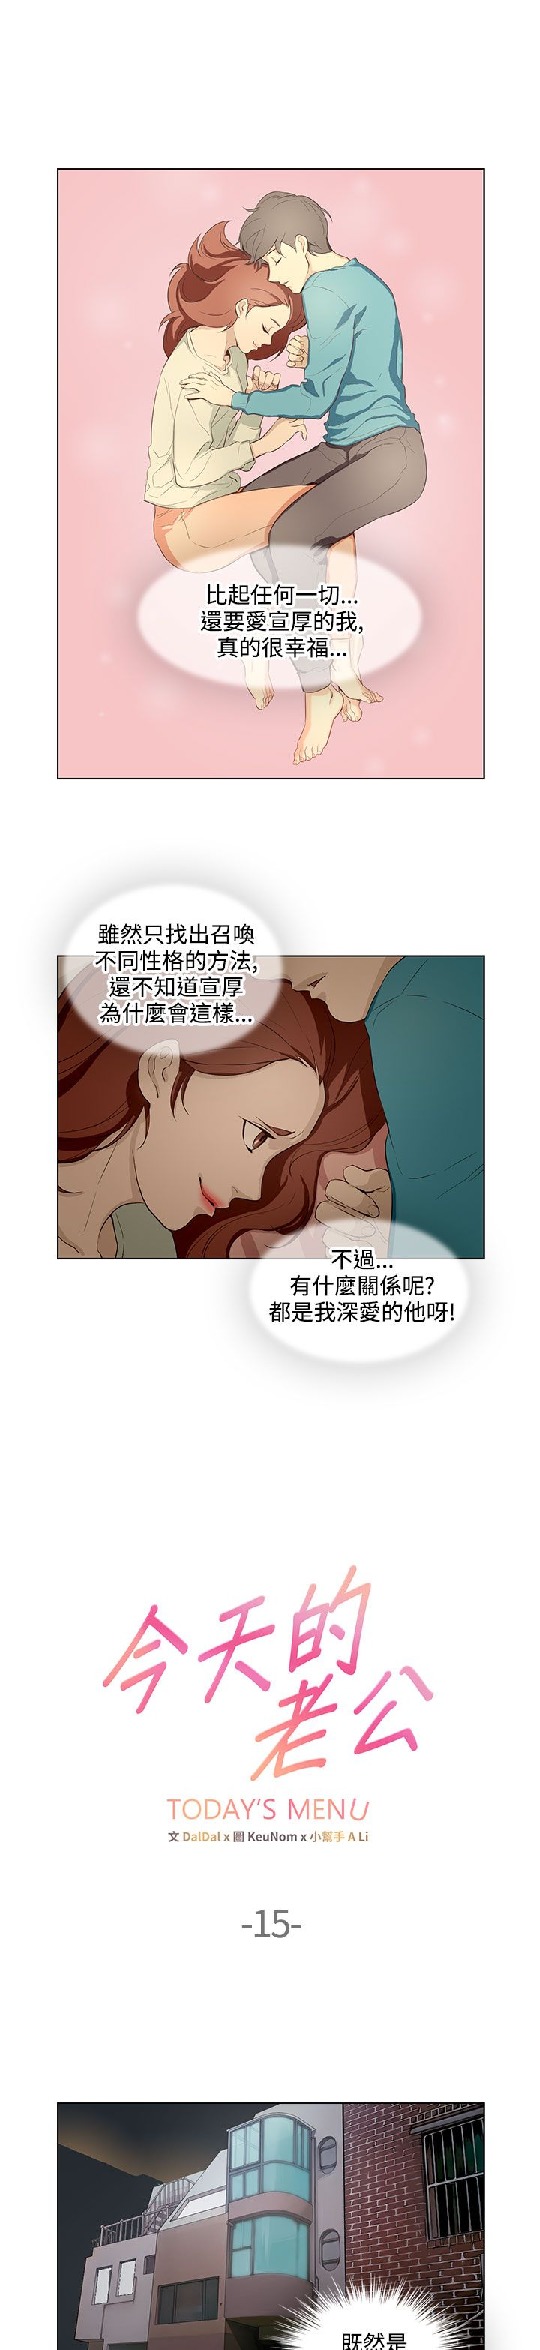 比起任何一切...
還要愛宣厚的我,
真的很幸福...
雖然只找出召喚
不同性格的方法,
還不知道宣厚
為什麼會這樣...
不過...
有什麼關係呢?
都是我深愛的他呀!
今天的
老公
TODAY'S MENU
文 DalDal x 圖 KeuNom x 小幫手 A Li
-15-
既然是